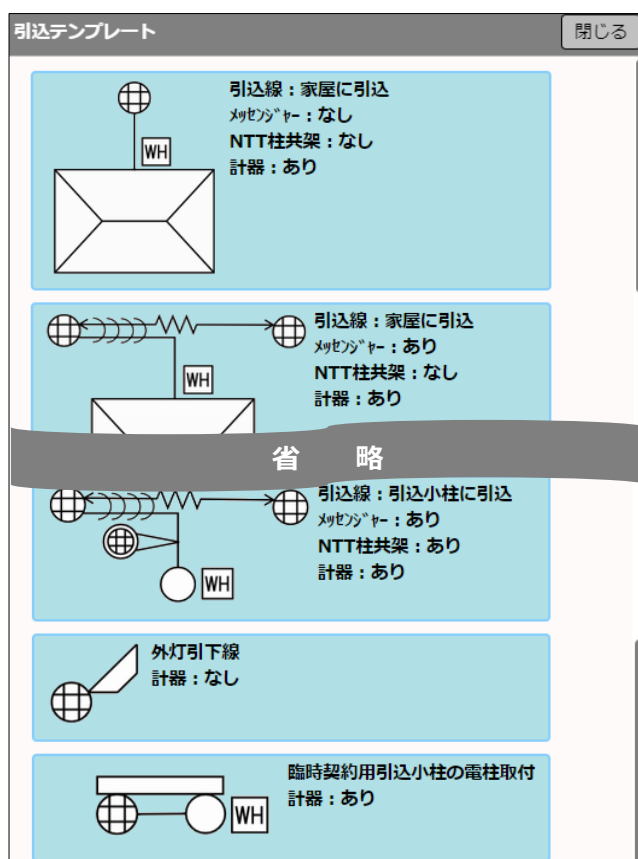 引込テンプレート
閉じる
引込線：家屋に引込
ﾒｯｾﾝｼﾞｬｰ：なし
NTT柱共架：なし
計器：あり
WH
引込線：家屋に引込
ﾒｯｾﾝｼﾞｬｰ：あり
NTT柱共架：なし
計器：あり
WH
省　略
引込線：引込小柱に引込
ﾒｯｾﾝｼﾞｬｰ：あり
NTT柱共架：あり
計器：あり
WH
外灯引下線
計器：なし
臨時契約用引込小柱の電柱取付
計器：あり
WH